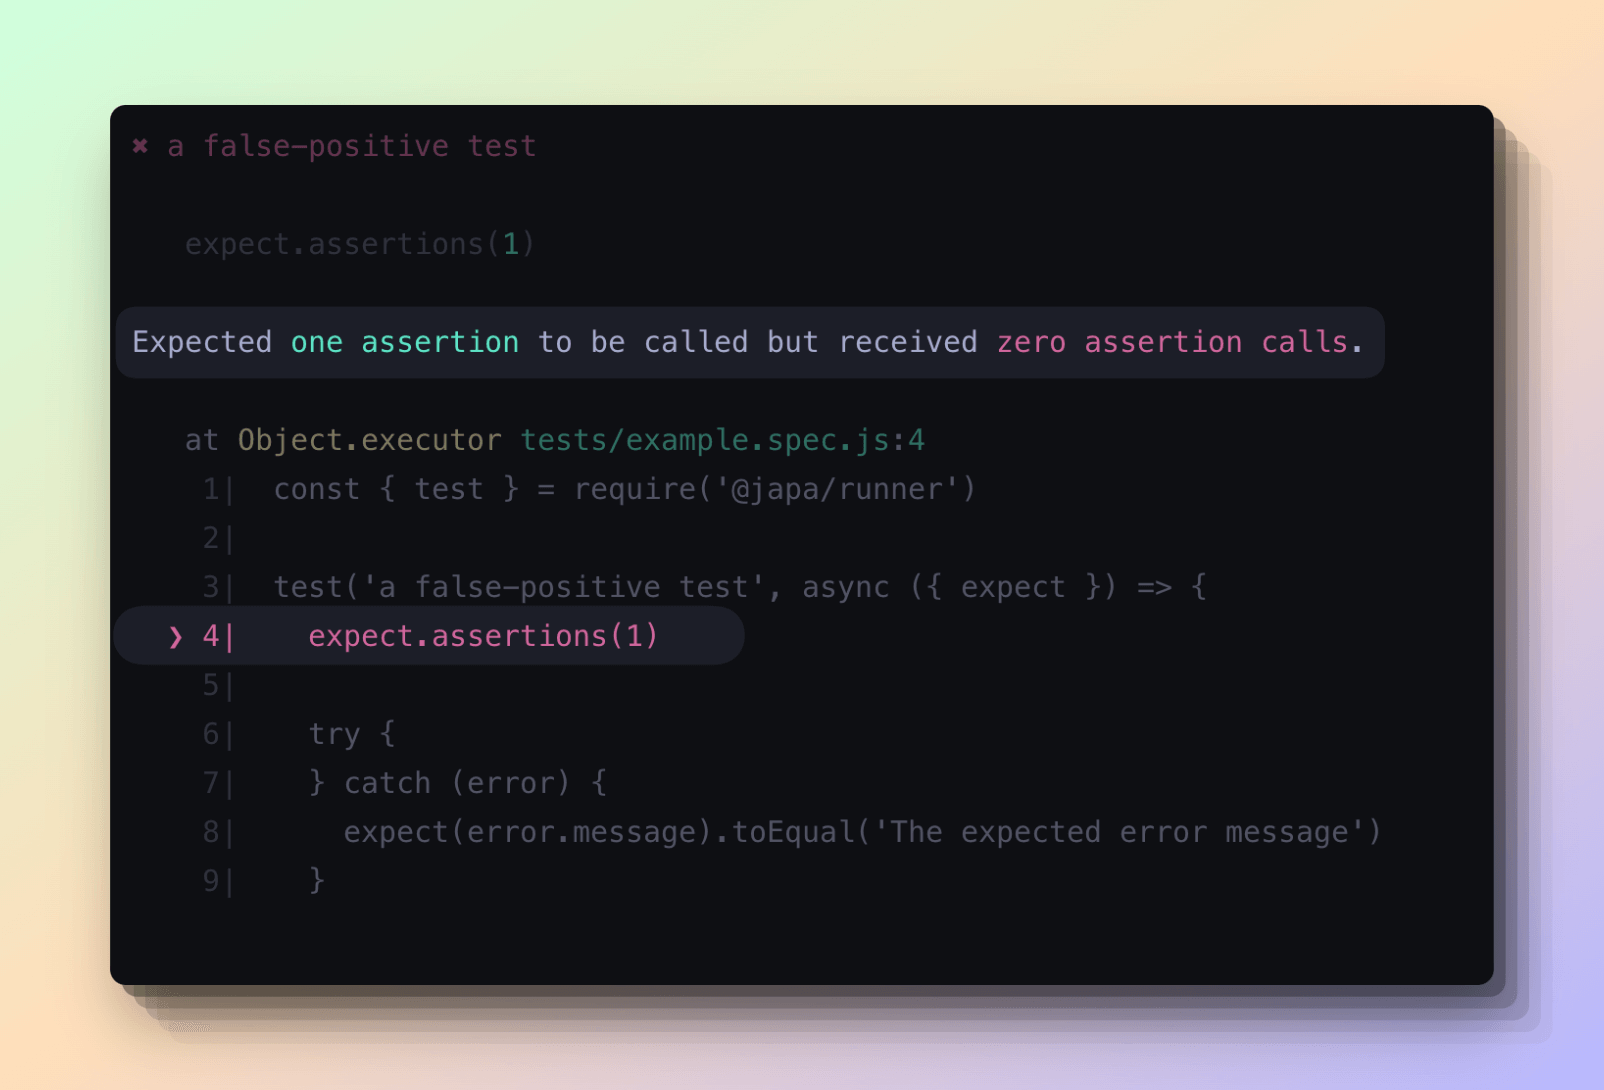 ✖ a false-positive test
expect.assertions(1)
Expected one assertion to be called but received zero assertion calls.
at Object.executor tests/example.spec.js:4
1|  const { test } = require('@japa/runner')
2|
3|  test('a false-positive test', async ({ expect }) => {
❯ 4|    expect.assertions(1)
5|
6|    try {
7|    } catch (error) {
8|      expect(error.message).toEqual('The expected error message')
9|    }